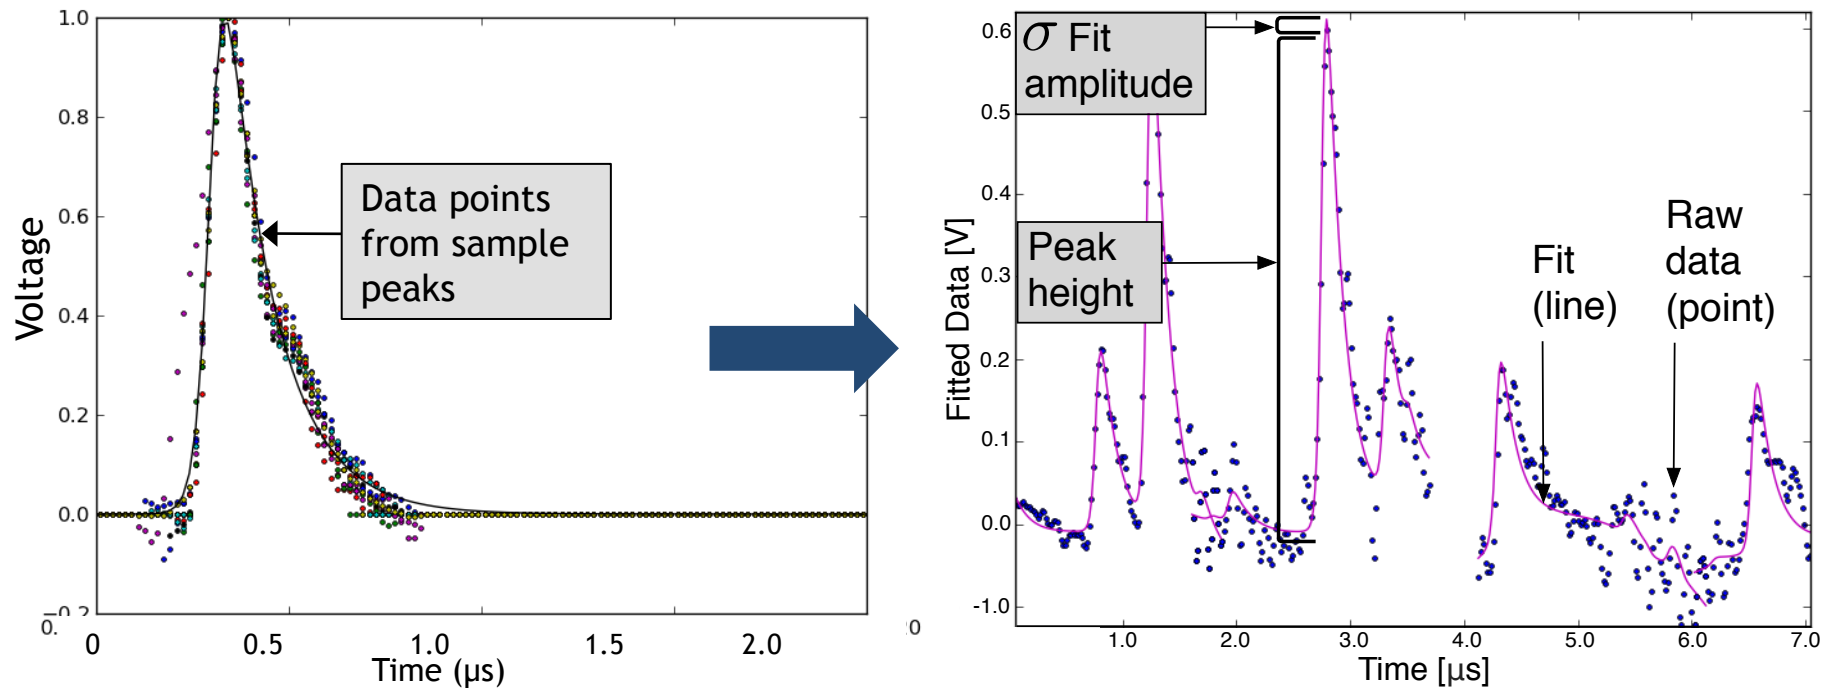 1.0
0.8
0.6
0.4
0.2
0.0
−0.2
Voltage
Data points
from sample
peaks
0.
0
0.5
1.0
1.5
2.0
Time (µs)
:0
σ Fit
amplitude
Peak
height
Fit
(line)
Raw
data
(point)
0.6
0.5
0.4
0.3
0.2
0.1
0.0
-1.0
Fitted Data [V]
1.0
2.0
3.0
4.0
5.0
6.0
7.0
Time [µs]